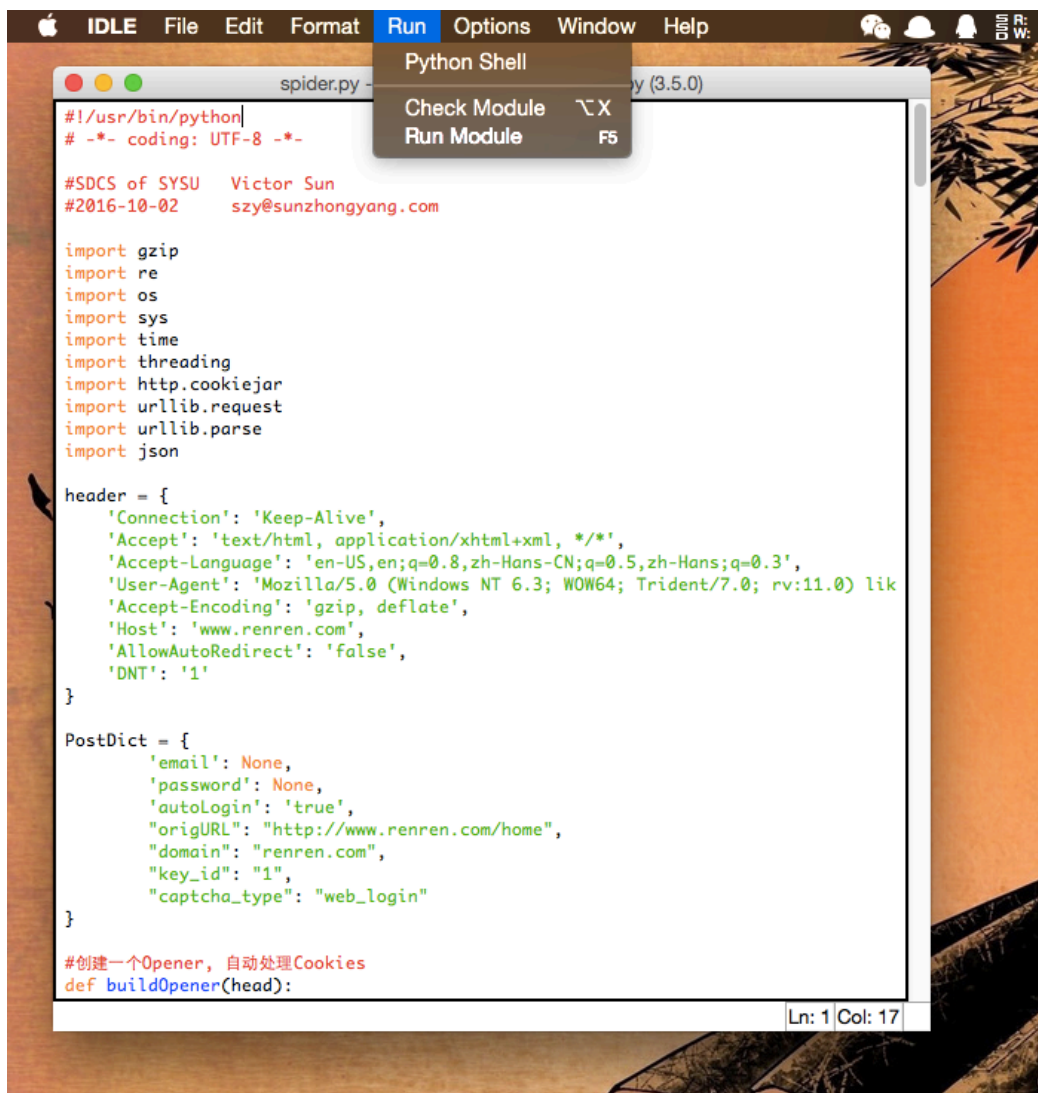 IDLE File Edit Format Run Options Window Help
SSD R: W:
Python Shell
Check Module ⌥X
Run Module F5
spider.py - y (3.5.0)
#!/usr/bin/python
# -*- coding: UTF-8 -*-
#SDCS of SYSU Victor Sun
#2016-10-02 szy@sunzhongyang.com
import gzip
import re
import os
import sys
import time
import threading
import http.cookiejar
import urllib.request
import urllib.parse
import json
header = {
'Connection': 'Keep-Alive',
'Accept': 'text/html, application/xhtml+xml, */*',
'Accept-Language': 'en-US,en;q=0.8,zh-Hans-CN;q=0.5,zh-Hans;q=0.3',
'User-Agent': 'Mozilla/5.0 (Windows NT 6.3; WOW64; Trident/7.0; rv:11.0) lik
'Accept-Encoding': 'gzip, deflate',
'Host': 'www.renren.com',
'AllowAutoRedirect': 'false',
'DNT': '1'
}
PostDict = {
'email': None,
'password': None,
'autoLogin': 'true',
"origURL": "http://www.renren.com/home",
"domain": "renren.com",
"key_id": "1",
"captcha_type": "web_login"
}
#创建一个Opener, 自动处理Cookies
def buildOpener(head):
Ln: 1 Col: 17